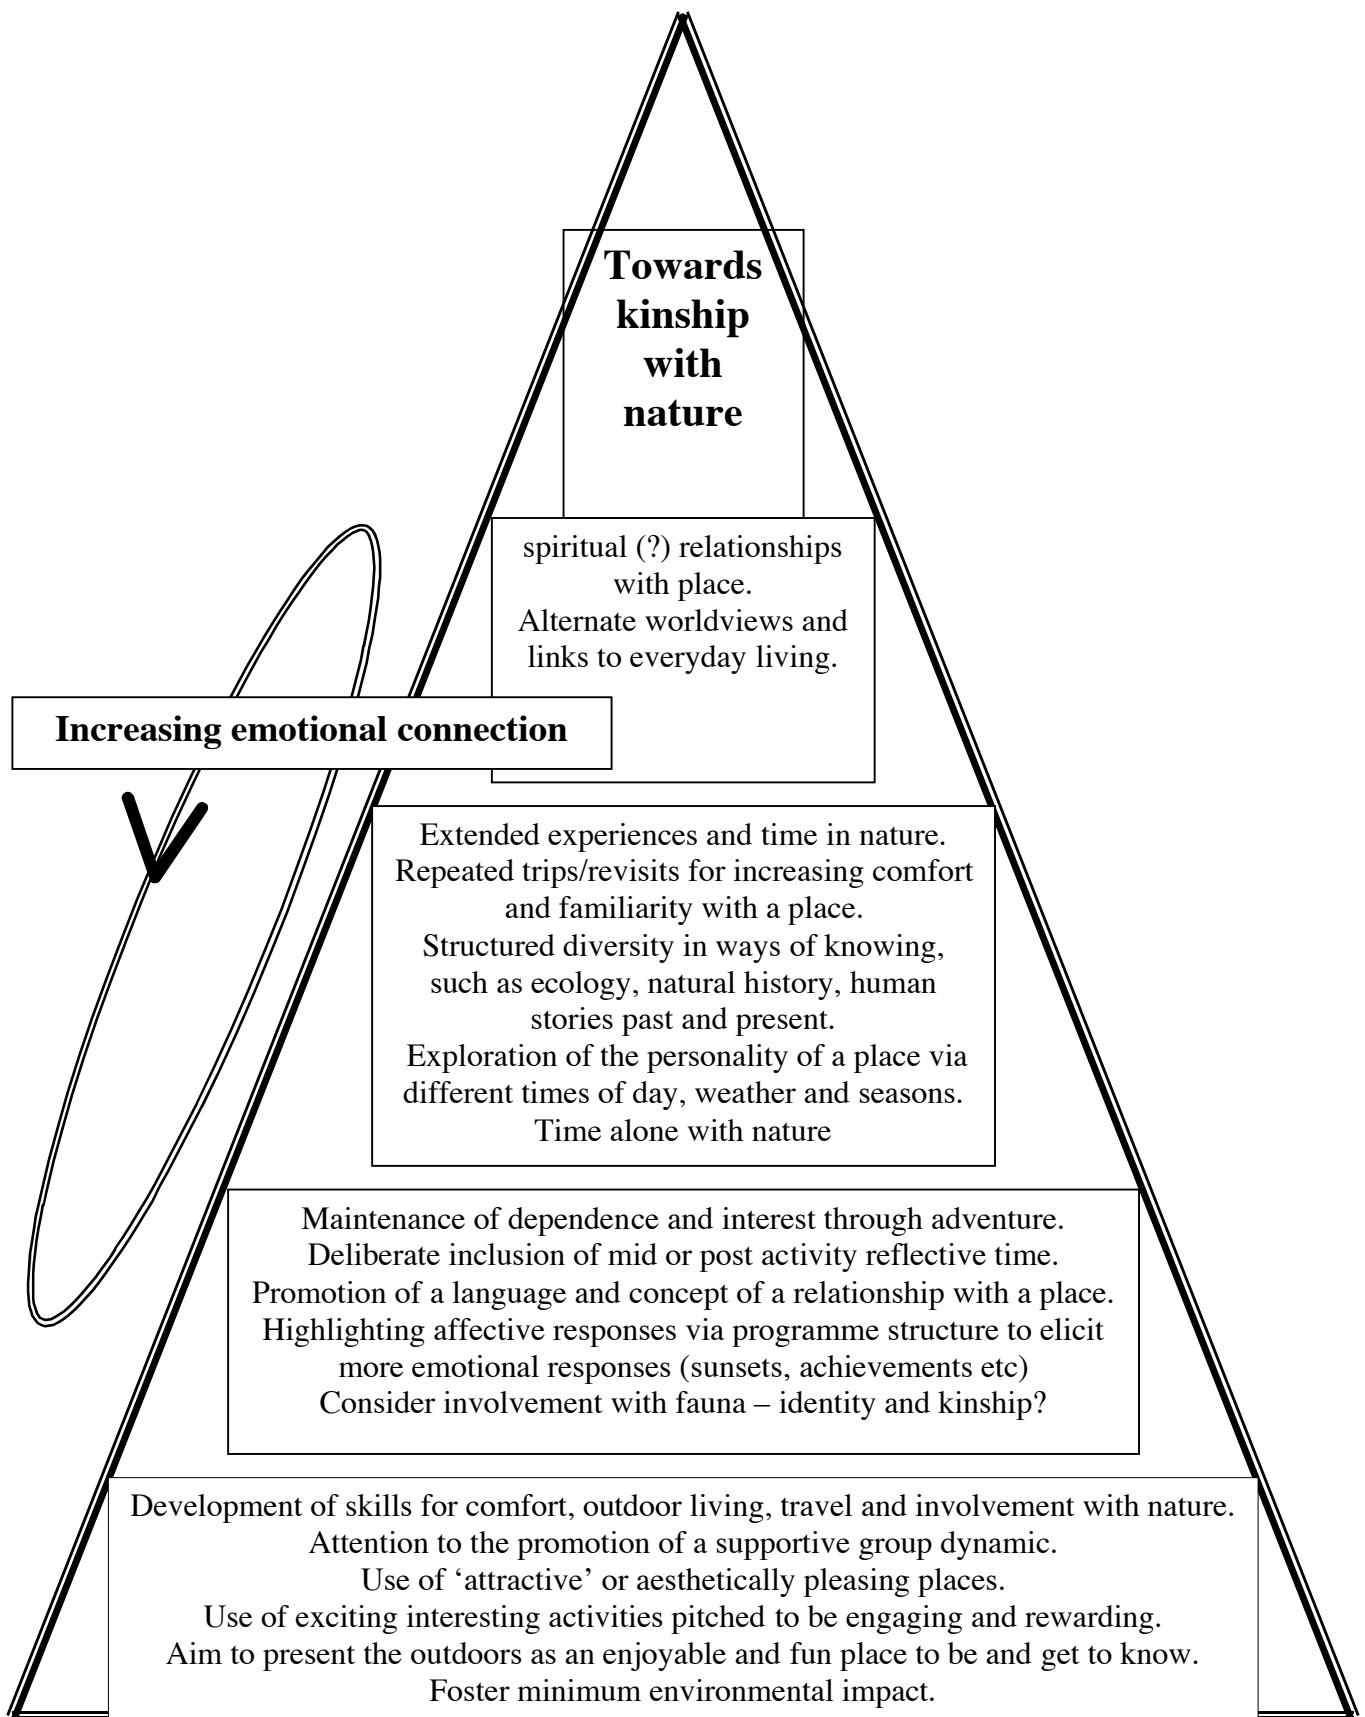 Towards
kinship
with
nature
spiritual (?) relationships
with place.
Alternate worldviews and
links to everyday living.
Increasing emotional connection
Extended experiences and time in nature.
Repeated trips/revisits for increasing comfort
and familiarity with a place.
Structured diversity in ways of knowing,
such as ecology, natural history, human
stories past and present.
Exploration of the personality of a place via
different times of day, weather and seasons.
Time alone with nature
Maintenance of dependence and interest through adventure.
Deliberate inclusion of mid or post activity reflective time.
Promotion of a language and concept of a relationship with a place.
Highlighting affective responses via programme structure to elicit
more emotional responses (sunsets, achievements etc)
Consider involvement with fauna – identity and kinship?
Development of skills for comfort, outdoor living, travel and involvement with nature.
Attention to the promotion of a supportive group dynamic.
Use of ‘attractive’ or aesthetically pleasing places.
Use of exciting interesting activities pitched to be engaging and rewarding.
Aim to present the outdoors as an enjoyable and fun place to be and get to know.
Foster minimum environmental impact.